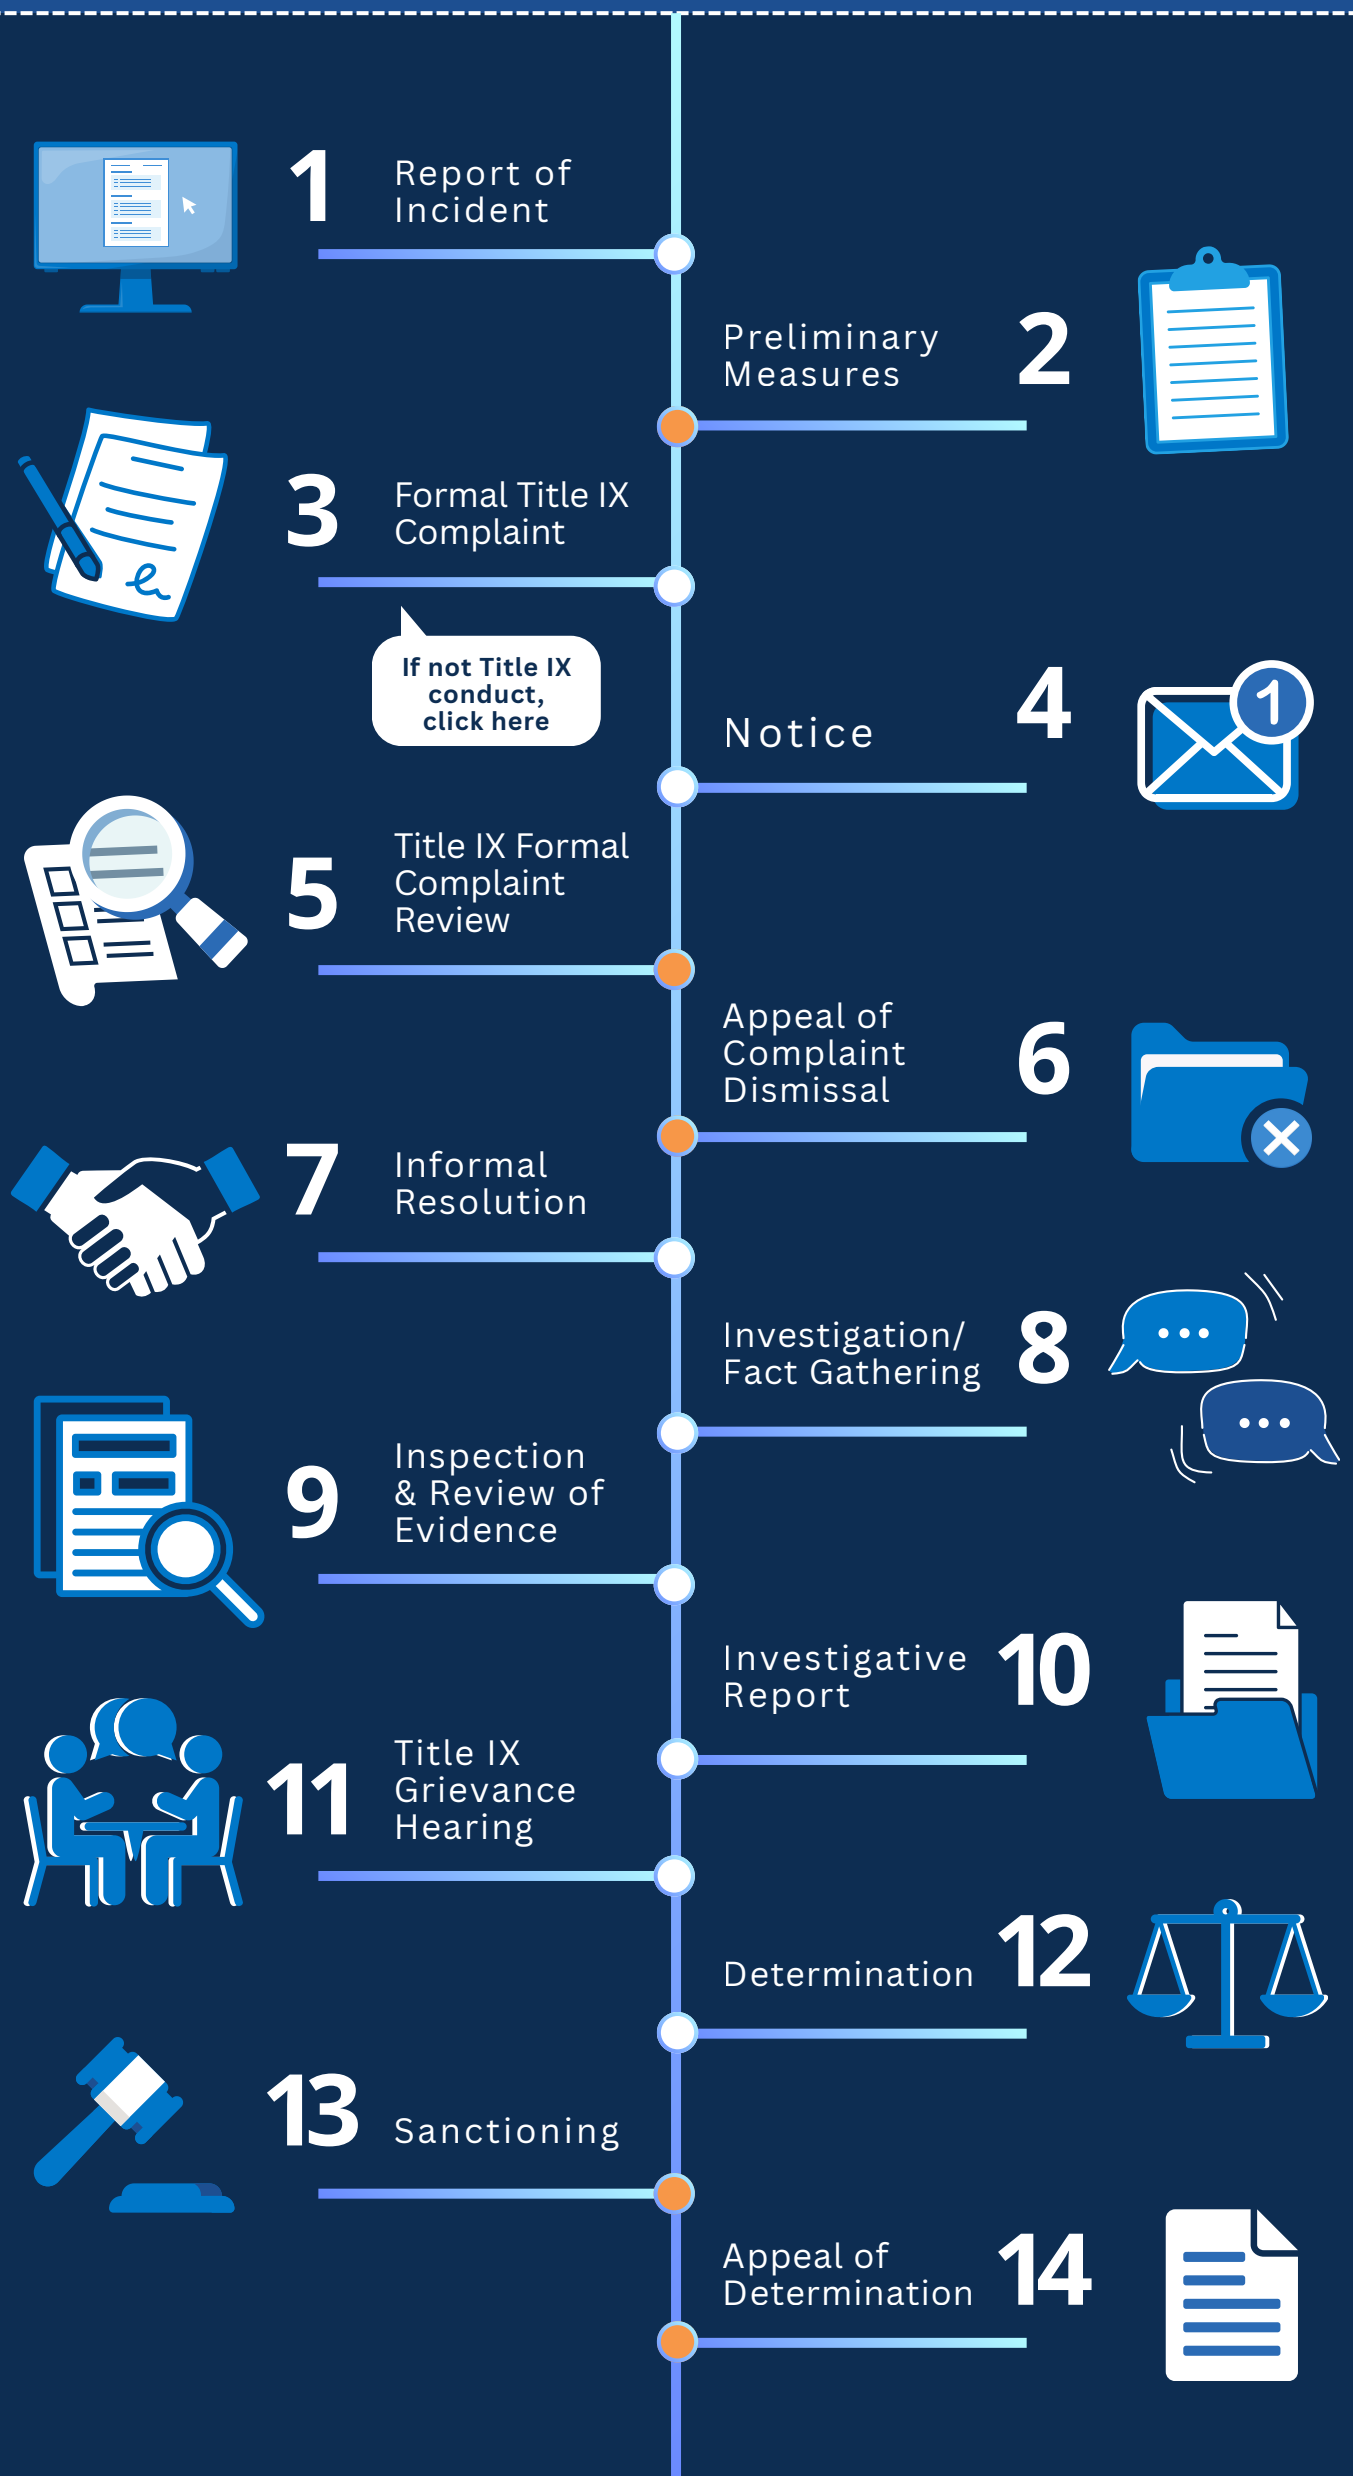 1
Report of
Incident
Preliminary
Measures
2
3
Formal Title IX
Complaint
If not Title IX
conduct,
click here
Notice
4
1
5
Title IX Formal
Complaint
Review
Appeal of
Complaint
Dismissal
6
7
Informal
Resolution
Investigation/
Fact Gathering
8
9
Inspection
& Review of
Evidence
Investigative
Report
10
11
Title IX
Grievance
Hearing
Determination
12
13
Sanctioning
Appeal of
Determination
14